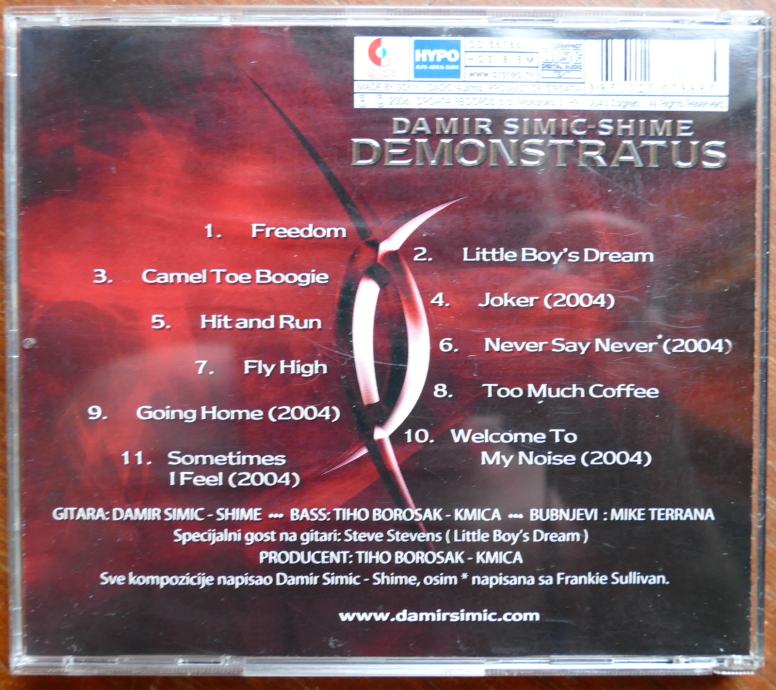 HYPO
COMPACT
DIGITAL AUDIO
DAMIR SIMIC-SHIME
DEMONSTRATUS
1. Freedom
2. Little Boy's Dream
3. Camel Toe Boogie
4. Joker (2004)
5. Hit and Run
6. Never Say Never*(2004)
7. Fly High
8. Too Much Coffee
9. Going Home (2004)
10. Welcome To
My Noise (2004)
11. Sometimes
I Feel (2004)
GITARA: DAMIR SIMIC - SHIME ••• BASS: TIHO BOROSAK - KMICA ••• BUBNJEVI : MIKE TERRANA
Specijalni gost na gitari: Steve Stevens ( Little Boy's Dream )
PRODUCENT: TIHO BOROSAK - KMICA
Sve kompozicije napisao Damir Simic - Shime, osim * napisana sa Frankie Sullivan.
www.damirsimic.com